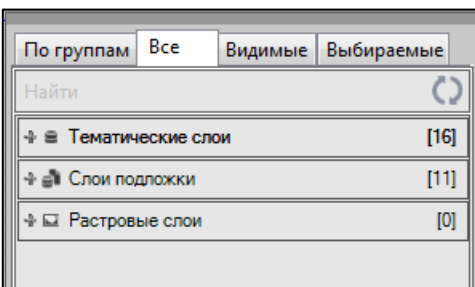 По группам Все Видимые Выбираемые
Найти
Тематические слои [16]
Слои подложки [11]
Растровые слои [0]